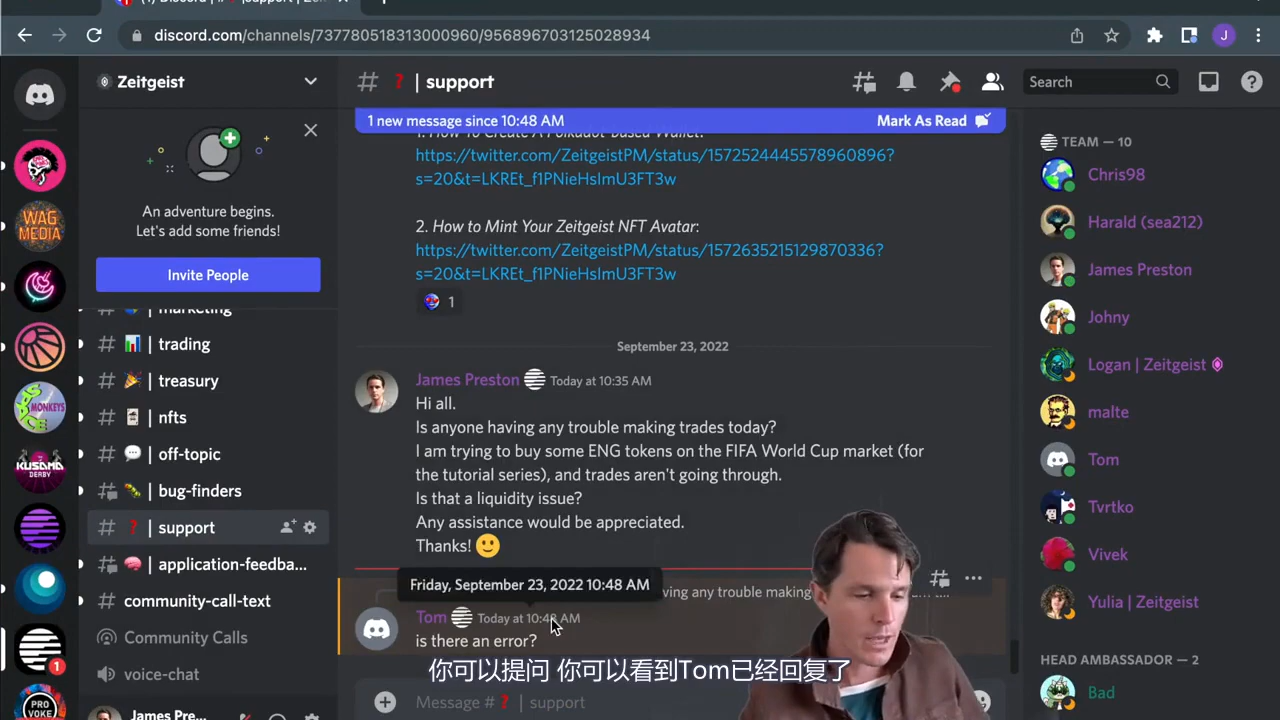 discord.com/channels/737780518313000960/956896703125028934
J
Zeitgeist
# ❓ | support
Search
1 new message since 10:48 AM
Mark As Read
An adventure begins.
Let's add some friends!
Invite People
WAG
MEDIA
MONKEYS
KUSAMA
DERBY
1
PRO
VOKE
| marketing
| trading
| treasury
| nfts
| off-topic
| bug-finders
| support
| application-feedba...
community-call-text
Community Calls
voice-chat
James Pre...
1. How To Create A Polkadot-Based Wallet:
https://twitter.com/ZeitgeistPM/status/1572524445578960896?
s=20&t=LKREt_f1PNieHsImU3FT3w
2. How to Mint Your Zeitgeist NFT Avatar:
https://twitter.com/ZeitgeistPM/status/1572635215129870336?
s=20&t=LKREt_f1PNieHsImU3FT3w
1
September 23, 2022
James Preston Today at 10:35 AM
Hi all.
Is anyone having any trouble making trades today?
I am trying to buy some ENG tokens on the FIFA World Cup market (for
the tutorial series), and trades aren't going through.
Is that a liquidity issue?
Any assistance would be appreciated.
Thanks! 🙂
Friday, September 23, 2022 10:48 AM
ving any trouble making
Tom Today at 10:48 AM
is there an error?
你可以提问 你可以看到Tom已经回复了
Message # ❓ | support
TEAM — 10
Chris98
Harald (sea212)
James Preston
Johny
Logan | Zeitgeist
malte
Tom
Tvrtko
Vivek
Yulia | Zeitgeist
HEAD AMBASSADOR — 2
Bad